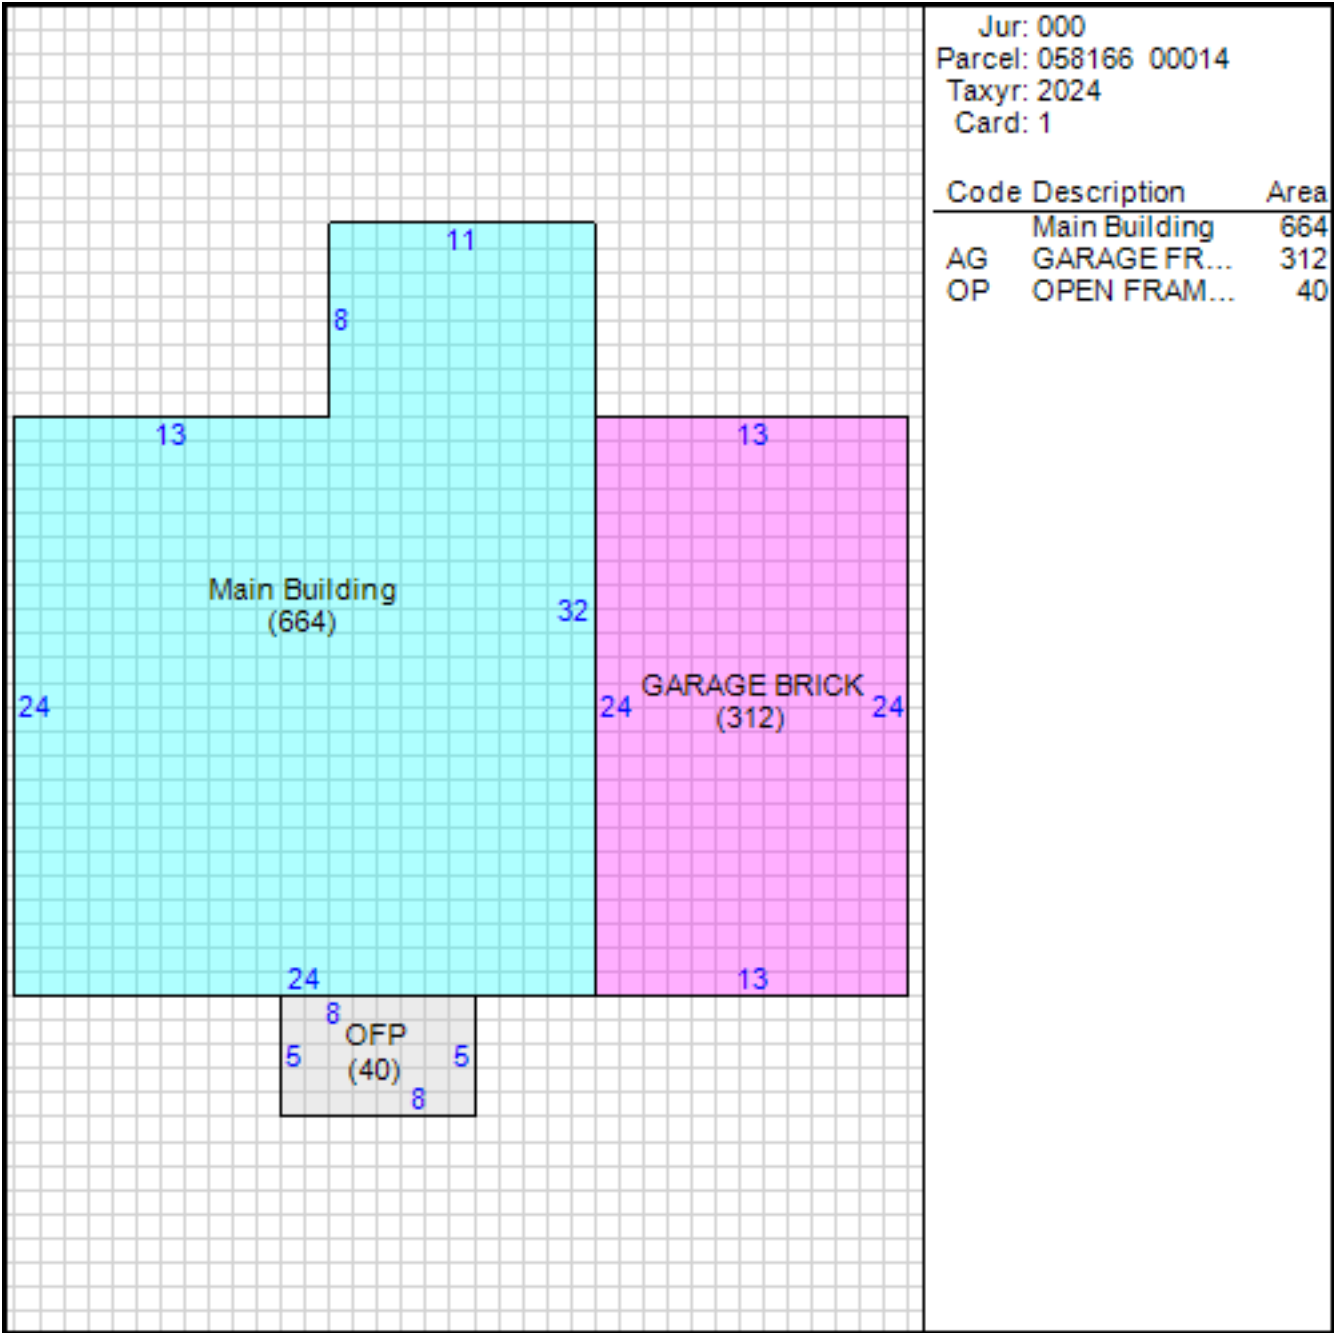 Jur: 000
Parcel: 058166 00014
Taxyr: 2024
Card: 1
Code Description Area
Main Building 664
AG GARAGE FR... 312
OP OPEN FRAM... 40
11
8
13
13
Main Building
(664)
32
24
GARAGE BRICK
(312)
24
24
24
13
8
OFP
(40)
5
5
8